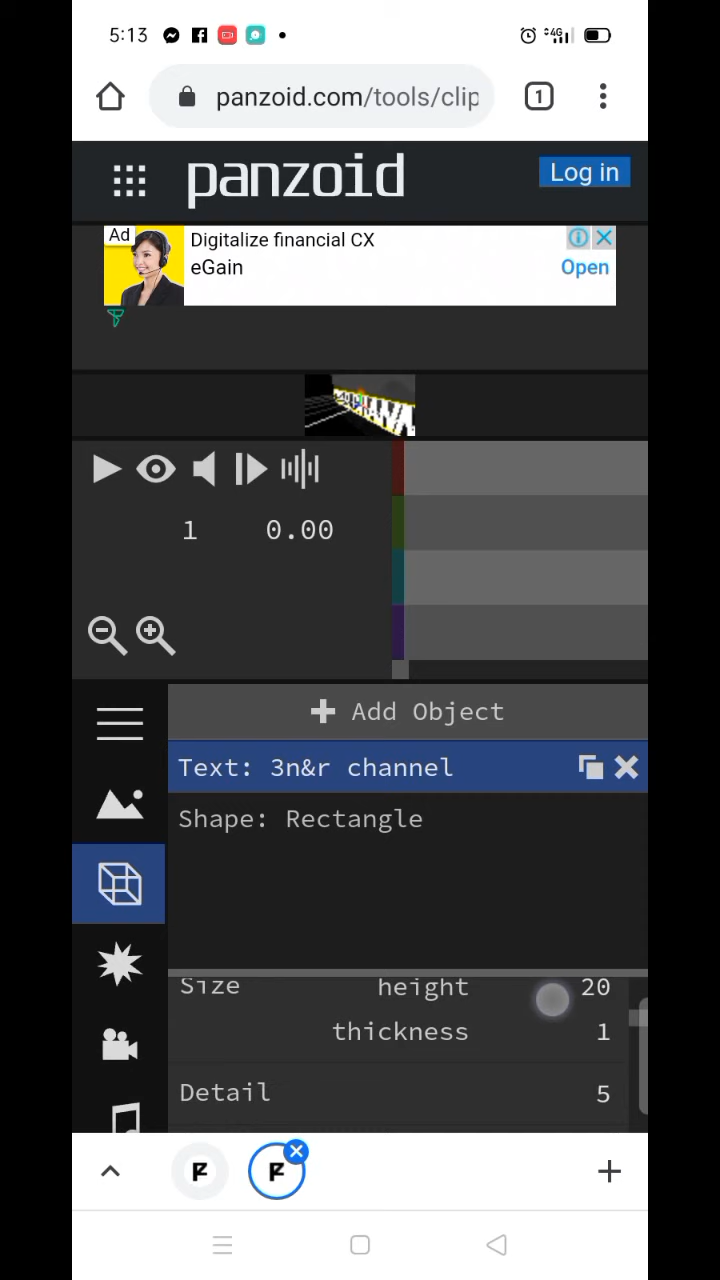 5:13
4G
panzoid.com/tools/clip
1
panzoid
Log in
Ad
Digitalize financial CX
eGain
Open
1 0.00
Add Object
Text: 3n&r channel
Shape: Rectangle
Size height 20
thickness 1
Detail 5